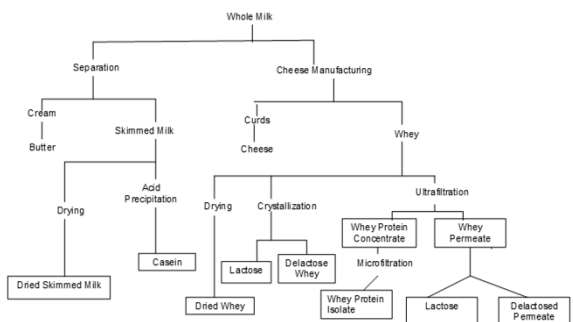 Whole Milk
Separation
Cheese Manufacturing
Cream
Curds
Skimmed Milk
Whey
Butter
Cheese
Acid
Precipitation
Ultrafiltration
Drying
Drying
Crystallization
Whey Protein
Concentrate
Whey
Permeate
Casein
Lactose
Delactose
Whey
Microfiltration
Dried Skimmed Milk
Dried Whey
Whey Protein
Isolate
Lactose
Delactosed
Permeate